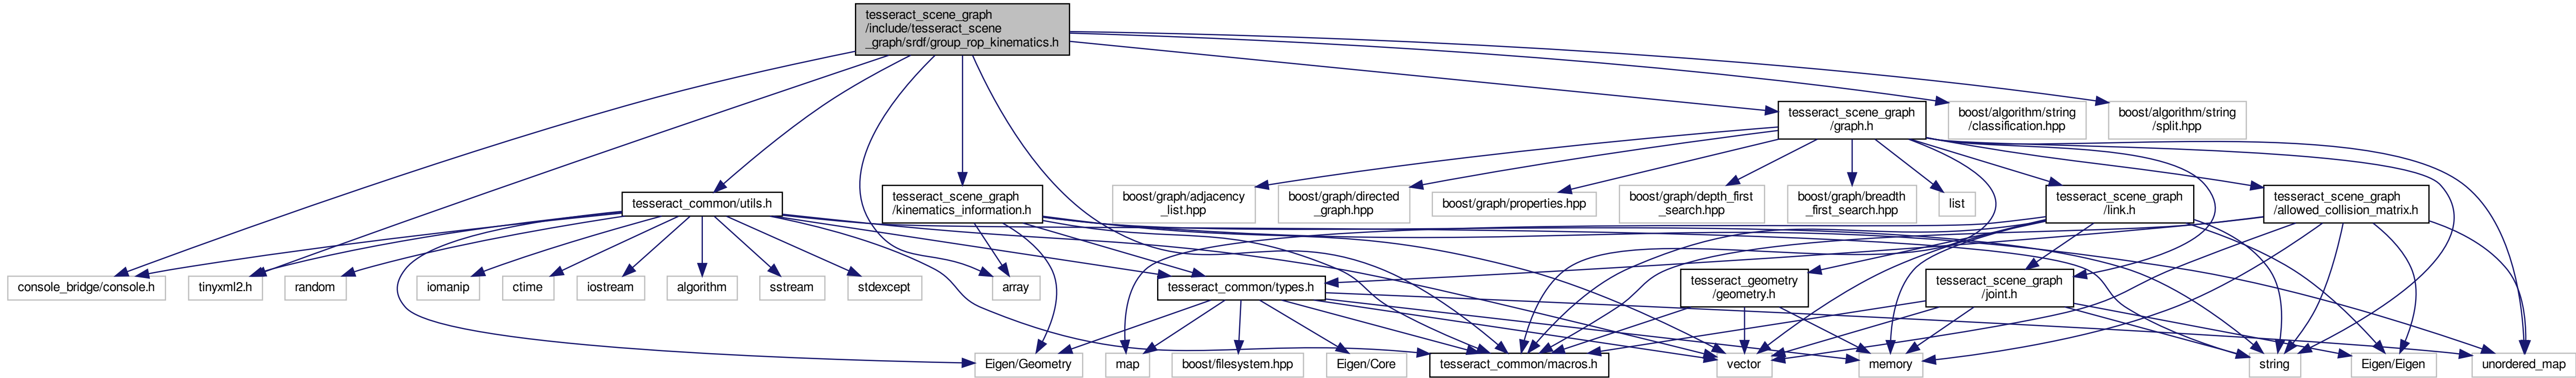 tesseract_scene_graph
/include/tesseract_scene
_graph/srdf/group_rop_kinematics.h
tesseract_scene_graph
/graph.h
boost/algorithm/string
/classification.hpp
boost/algorithm/string
/split.hpp
tesseract_common/utils.h
tesseract_scene_graph
/kinematics_information.h
boost/graph/adjacency
_list.hpp
boost/graph/directed
_graph.hpp
boost/graph/properties.hpp
boost/graph/depth_first
_search.hpp
boost/graph/breadth
_first_search.hpp
list
tesseract_scene_graph
/link.h
tesseract_scene_graph
/allowed_collision_matrix.h
console_bridge/console.h
tinyxml2.h
random
iomanip
ctime
iostream
algorithm
sstream
stdexcept
array
tesseract_common/types.h
tesseract_geometry
/geometry.h
tesseract_scene_graph
/joint.h
Eigen/Geometry
map
boost/filesystem.hpp
Eigen/Core
tesseract_common/macros.h
vector
memory
string
Eigen/Eigen
unordered_map